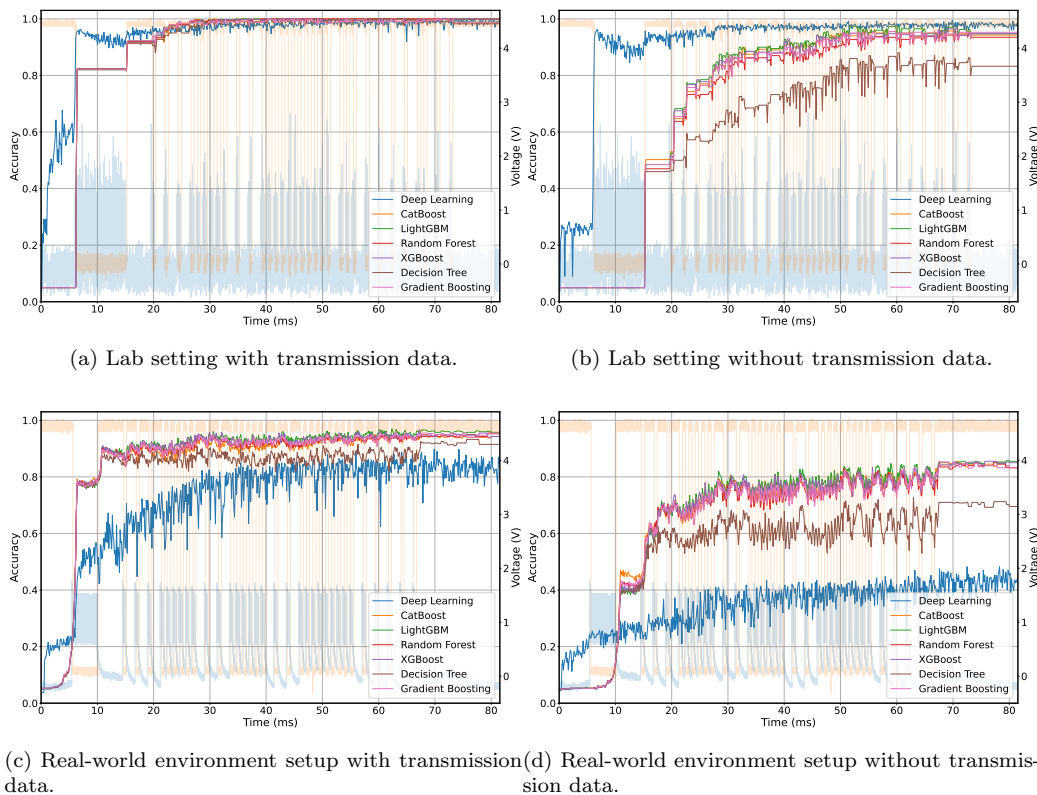 1.0
0.8
0.6
0.4
0.2
0.0
Accuracy
4
3
2
1
0
Voltage (V)
Deep Learning
CatBoost
LightGBM
Random Forest
XGBoost
Decision Tree
Gradient Boosting
0 10 20 30 40 50 60 70 80
Time (ms)
(a) Lab setting with transmission data.
1.0
0.8
0.6
0.4
0.2
0.0
Accuracy
4
3
2
1
0
Voltage (V)
Deep Learning
CatBoost
LightGBM
Random Forest
XGBoost
Decision Tree
Gradient Boosting
0 10 20 30 40 50 60 70 80
Time (ms)
(b) Lab setting without transmission data.
1.0
0.8
0.6
0.4
0.2
0.0
Accuracy
4
3
2
1
0
Voltage (V)
Deep Learning
CatBoost
LightGBM
Random Forest
XGBoost
Decision Tree
Gradient Boosting
0 10 20 30 40 50 60 70 80
Time (ms)
(c) Real-world environment setup with transmission
data.
1.0
0.8
0.6
0.4
0.2
0.0
Accuracy
4
3
2
1
0
Voltage (V)
Deep Learning
CatBoost
LightGBM
Random Forest
XGBoost
Decision Tree
Gradient Boosting
0 10 20 30 40 50 60 70 80
Time (ms)
(d) Real-world environment setup without transmis-
sion data.